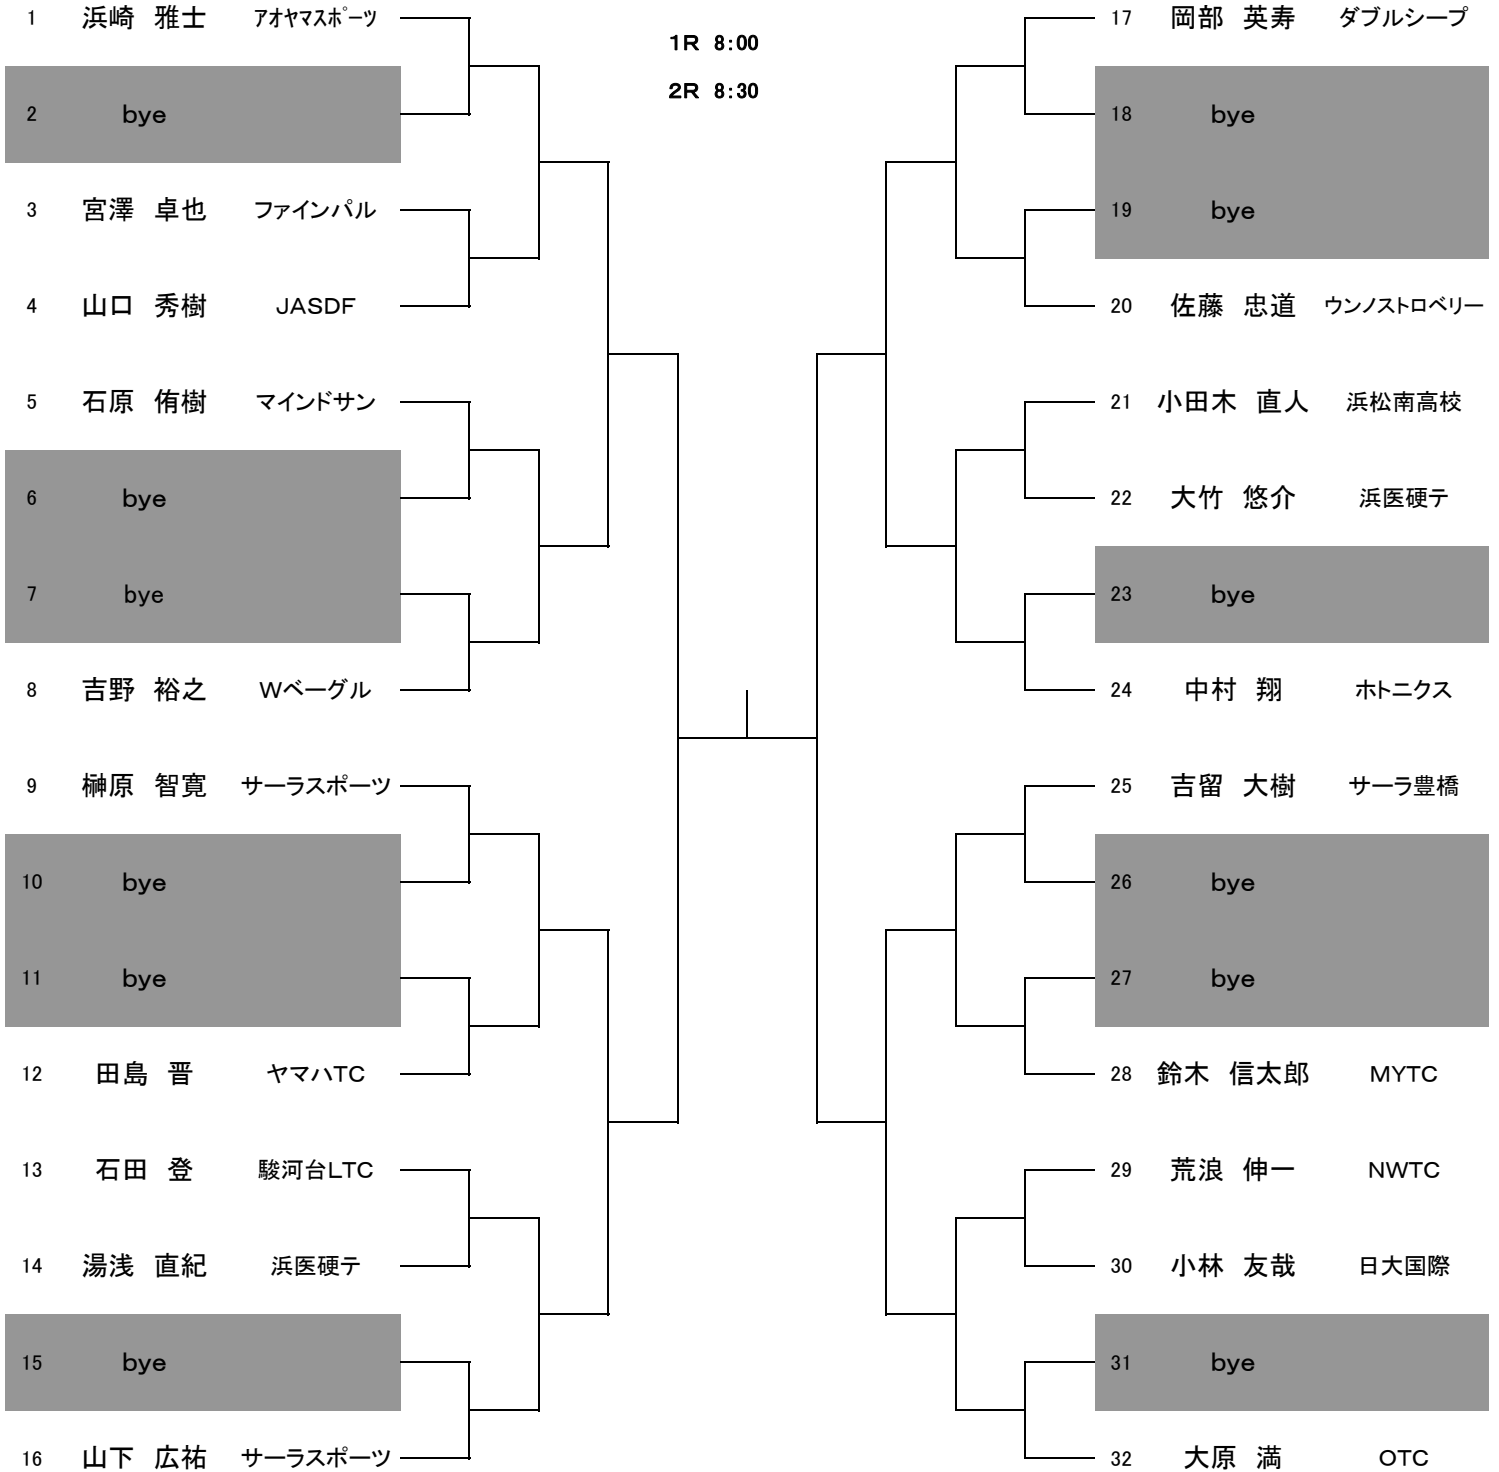 1 浜崎 雅士 アオヤマスポーツ
1R 8:00
2R 8:30
2 bye
3 宮澤 卓也 ファインパル
4 山口 秀樹 JASDF
5 石原 侑樹 マインドサン
6 bye
7 bye
8 吉野 裕之 Wベーグル
9 榊原 智寛 サーラスポーツ
10 bye
11 bye
12 田島 晋 ヤマハTC
13 石田 登 駿河台LTC
14 湯浅 直紀 浜医硬テ
15 bye
16 山下 広祐 サーラスポーツ
17 岡部 英寿 ダブルシープ
18 bye
19 bye
20 佐藤 忠道 ウンノストロベリー
21 小田木 直人 浜松南高校
22 大竹 悠介 浜医硬テ
23 bye
24 中村 翔 ホトニクス
25 吉留 大樹 サーラ豊橋
26 bye
27 bye
28 鈴木 信太郎 MYTC
29 荒浪 伸一 NWTC
30 小林 友哉 日大国際
31 bye
32 大原 満 OTC